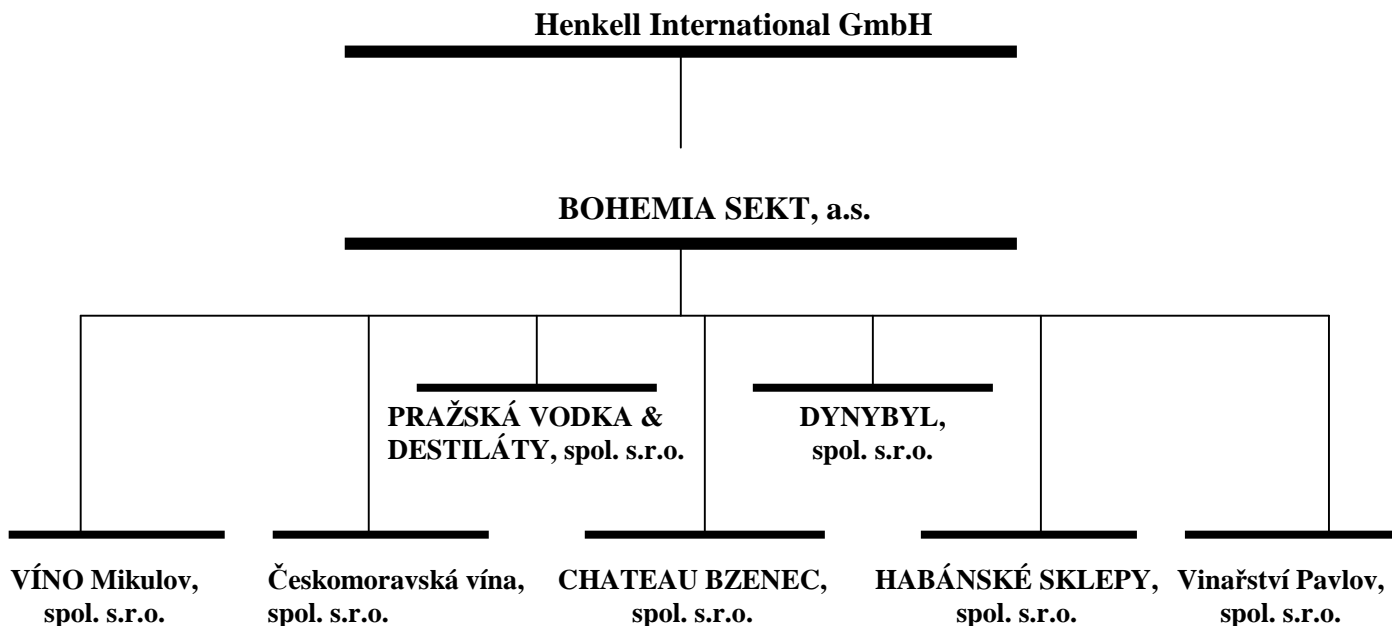 Henkell International GmbH
BOHEMIA SEKT, a.s.
PRAŽSKÁ VODKA &
DESTILÁTY, spol. s.r.o.
DYNYBYL,
spol. s.r.o.
VÍNO Mikulov,
spol. s.r.o.
Českomoravská vína,
spol. s.r.o.
CHATEAU BZENEC,
spol. s.r.o.
HABÁNSKÉ SKLEPY,
spol. s.r.o.
Vinařství Pavlov,
spol. s.r.o.